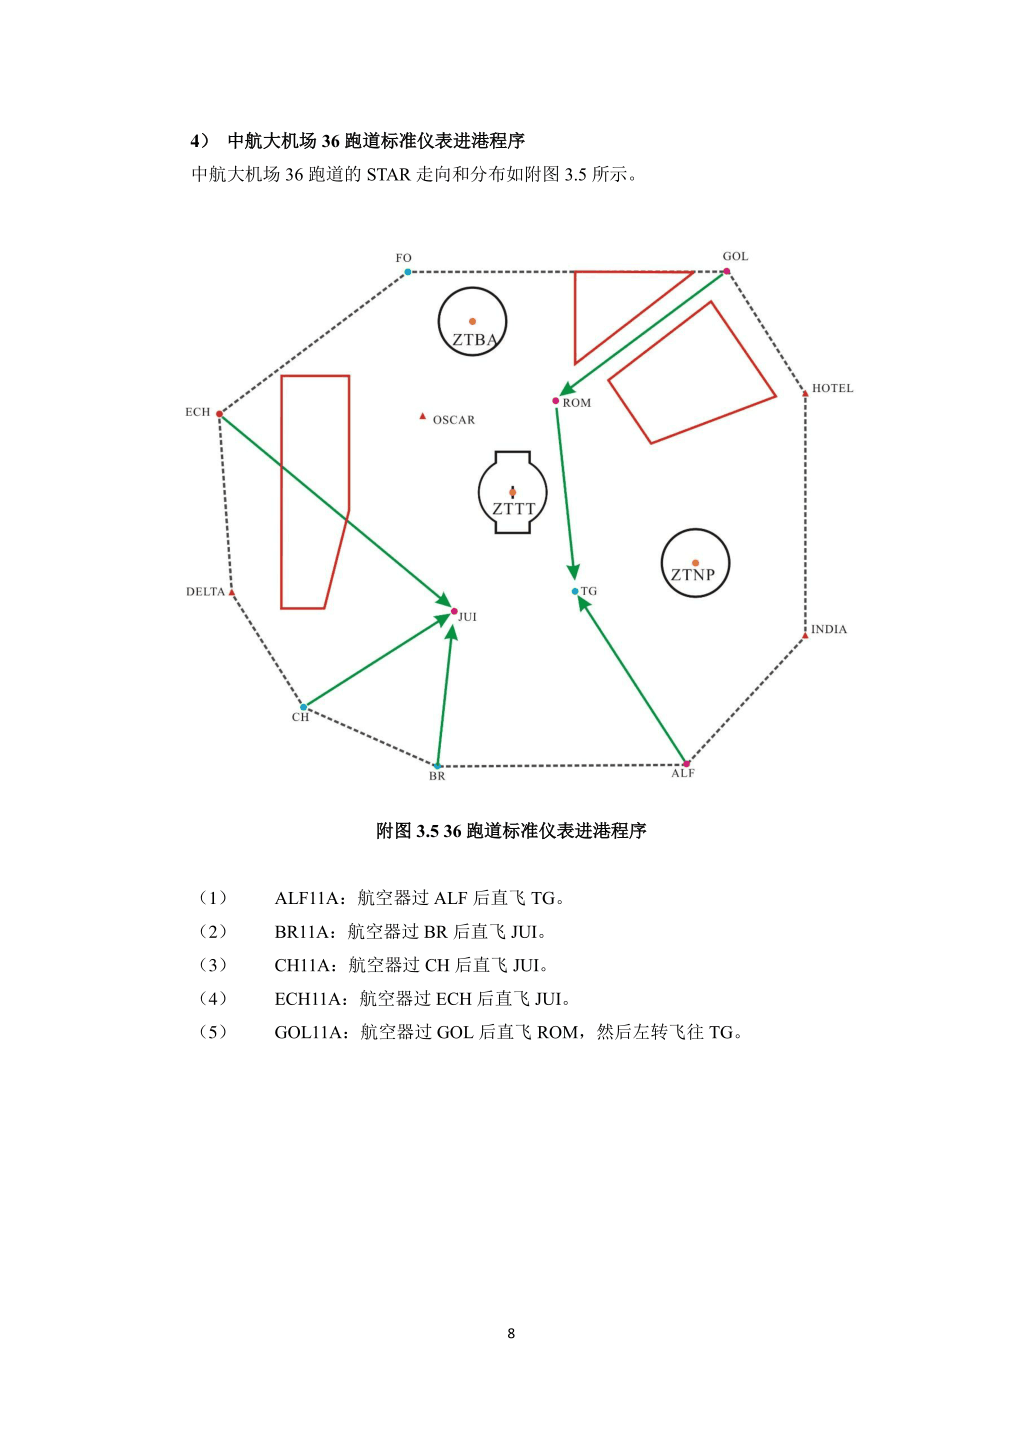 4） 中航大机场 36 跑道标准仪表进港程序
中航大机场 36 跑道的 STAR 走向和分布如附图 3.5 所示。
FO
GOL
ZTBA
ECH
OSCAR
ROM
HOTEL
ZTTT
ZTNP
DELTA
TG
JUI
INDIA
CH
BR
ALF
附图 3.5 36 跑道标准仪表进港程序
（1） ALF11A：航空器过 ALF 后直飞 TG。
（2） BR11A：航空器过 BR 后直飞 JUI。
（3） CH11A：航空器过 CH 后直飞 JUI。
（4） ECH11A：航空器过 ECH 后直飞 JUI。
（5） GOL11A：航空器过 GOL 后直飞 ROM，然后左转飞往 TG。
8